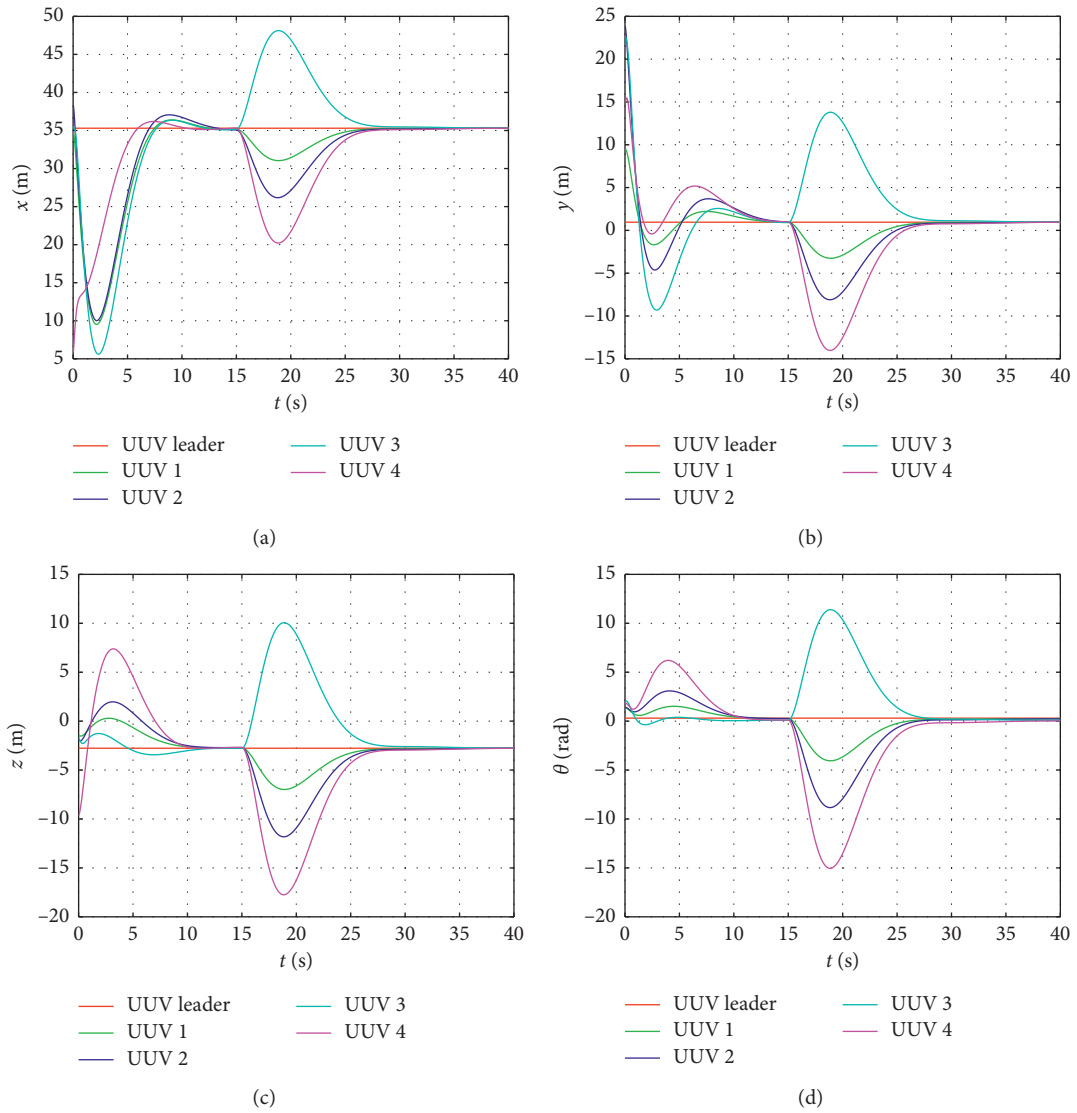 50
45
40
35
30
25
20
15
10
5
x (m)
0 5 10 15 20 25 30 35 40
t (s)
UUV leader UUV 3
UUV 1 UUV 4
UUV 2
(a)
25
20
15
10
5
0
−5
−10
−15
y (m)
0 5 10 15 20 25 30 35 40
t (s)
UUV leader UUV 3
UUV 1 UUV 4
UUV 2
(b)
15
10
5
0
−5
−10
−15
−20
z (m)
0 5 10 15 20 25 30 35 40
t (s)
UUV leader UUV 3
UUV 1 UUV 4
UUV 2
(c)
15
10
5
0
−5
−10
−15
−20
θ (rad)
0 5 10 15 20 25 30 35 40
t (s)
UUV leader UUV 3
UUV 1 UUV 4
UUV 2
(d)